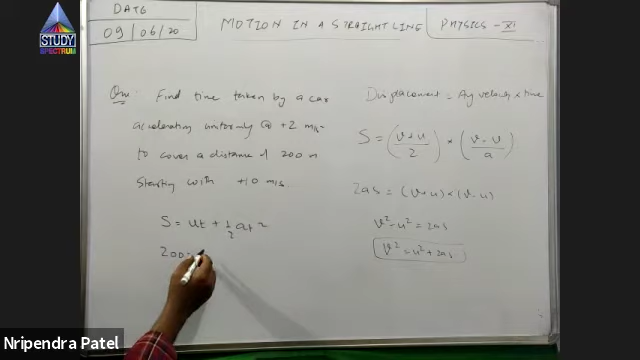 DATE
09/06/20
MOTION IN A STRAIGHT LINE
PHYSICS - XI
STUDY
SPECTRUM
Qus: Find time taken by a car
accelerating uniformly @ +2 m/s²
to cover a distance of 200 m
starting with +10 m/s.
S = ut + 1/2 at²
200 =
Displacement = Avg velocity × time
S = (v+u / 2) × (v-u / a)
2as = (v+u) × (v-u)
v² - u² = 2as
v² = u² + 2as
Nripendra Patel